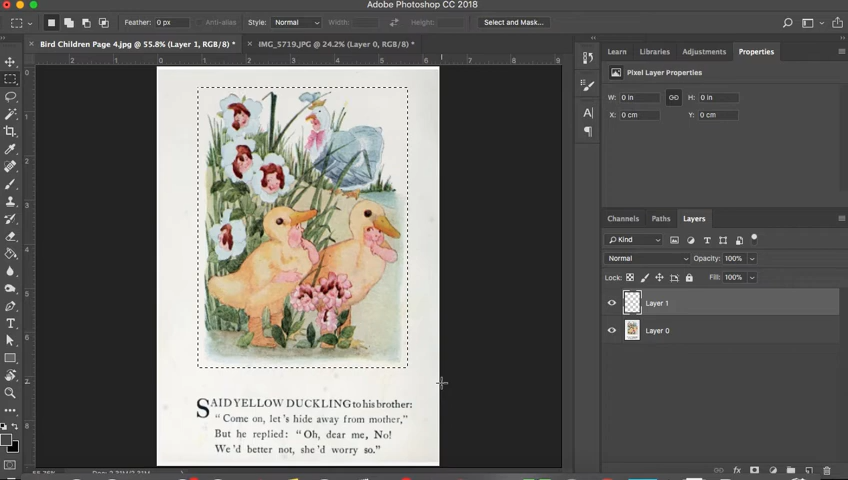 Adobe Photoshop CC 2018
Feather: 0 px
Anti-alias
Style: Normal
Width:
Height:
Select and Mask...
Bird Children Page 4.jpg @ 55.8% (Layer 1, RGB/8) *
IMG_5719.JPG @ 24.2% (Layer 0, RGB/8) *
Learn
Libraries
Adjustments
Properties
Pixel Layer Properties
W: 0 in
H: 0 in
X: 0 cm
Y: 0 cm
Channels
Paths
Layers
Kind
Normal
Opacity: 100%
Lock:
Fill: 100%
Layer 1
Layer 0
SAID YELLOW DUCKLING to his brother:
"Come on, let's hide away from mother,"
But he replied: "Oh, dear me, No!
We'd better not, she'd worry so."